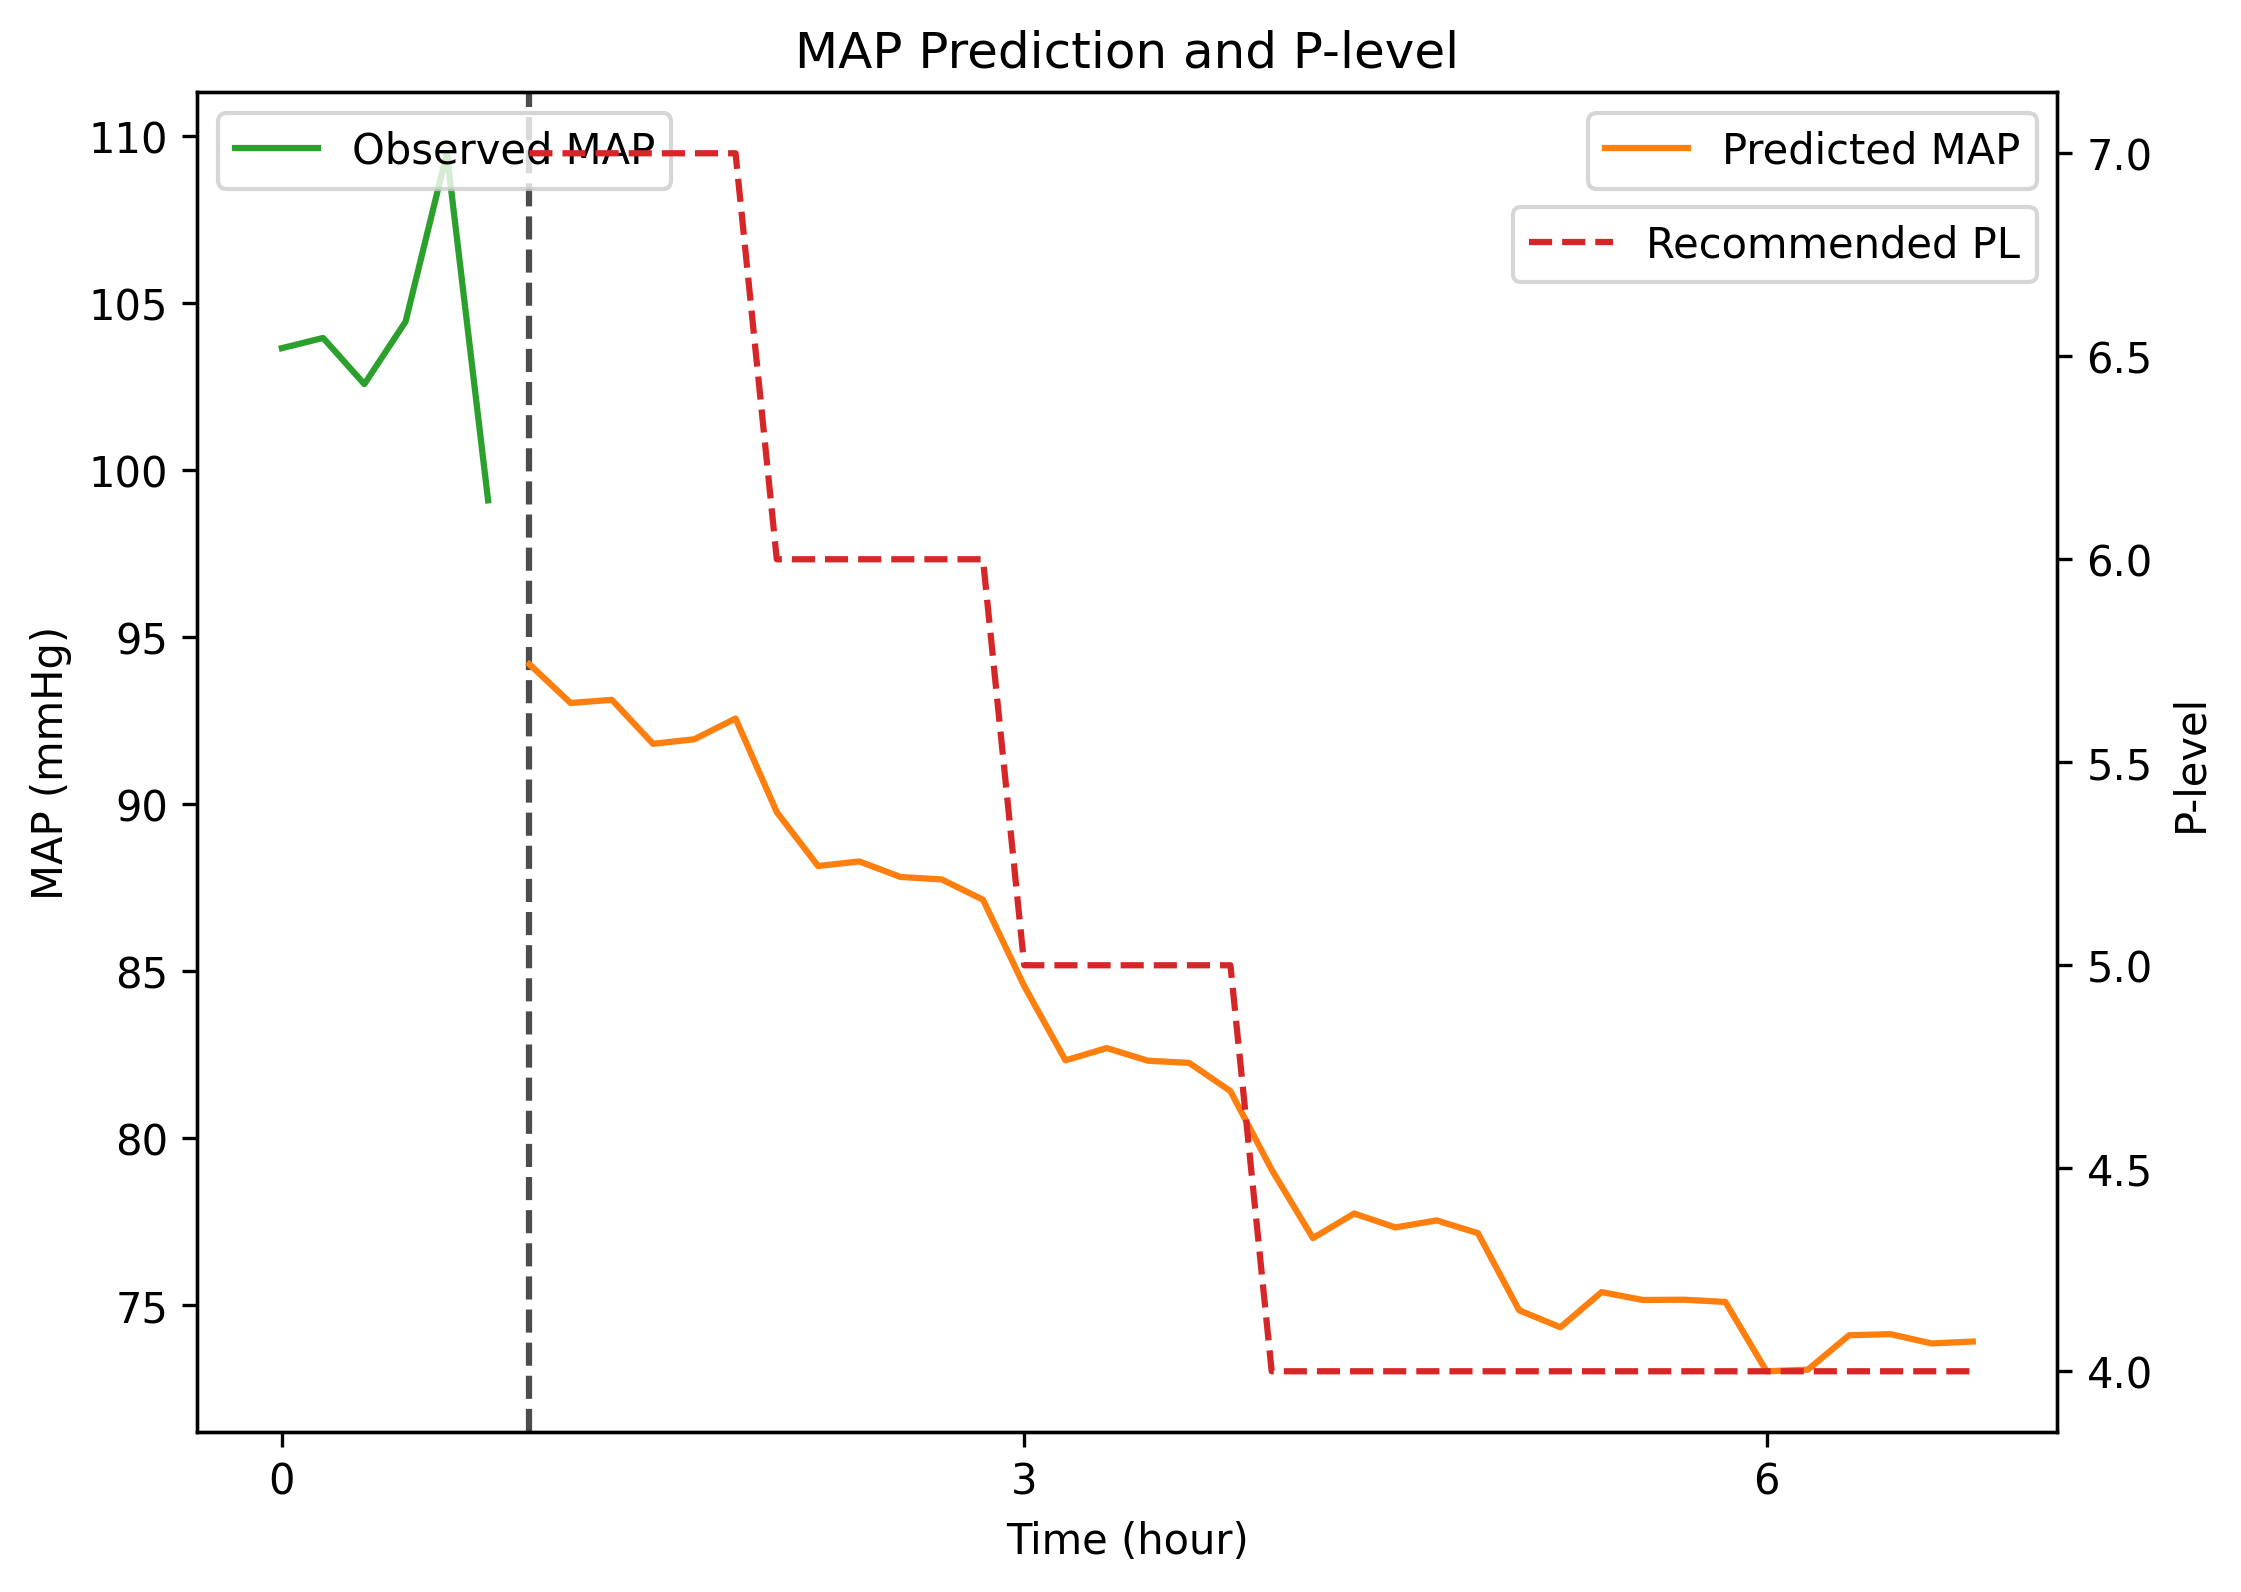 MAP Prediction and P-level
Observed MAP
Predicted MAP
Recommended PL
110
105
100
95
90
85
80
75
MAP (mmHg)
7.0
6.5
6.0
5.5
5.0
4.5
4.0
P-level
0 3 6
Time (hour)